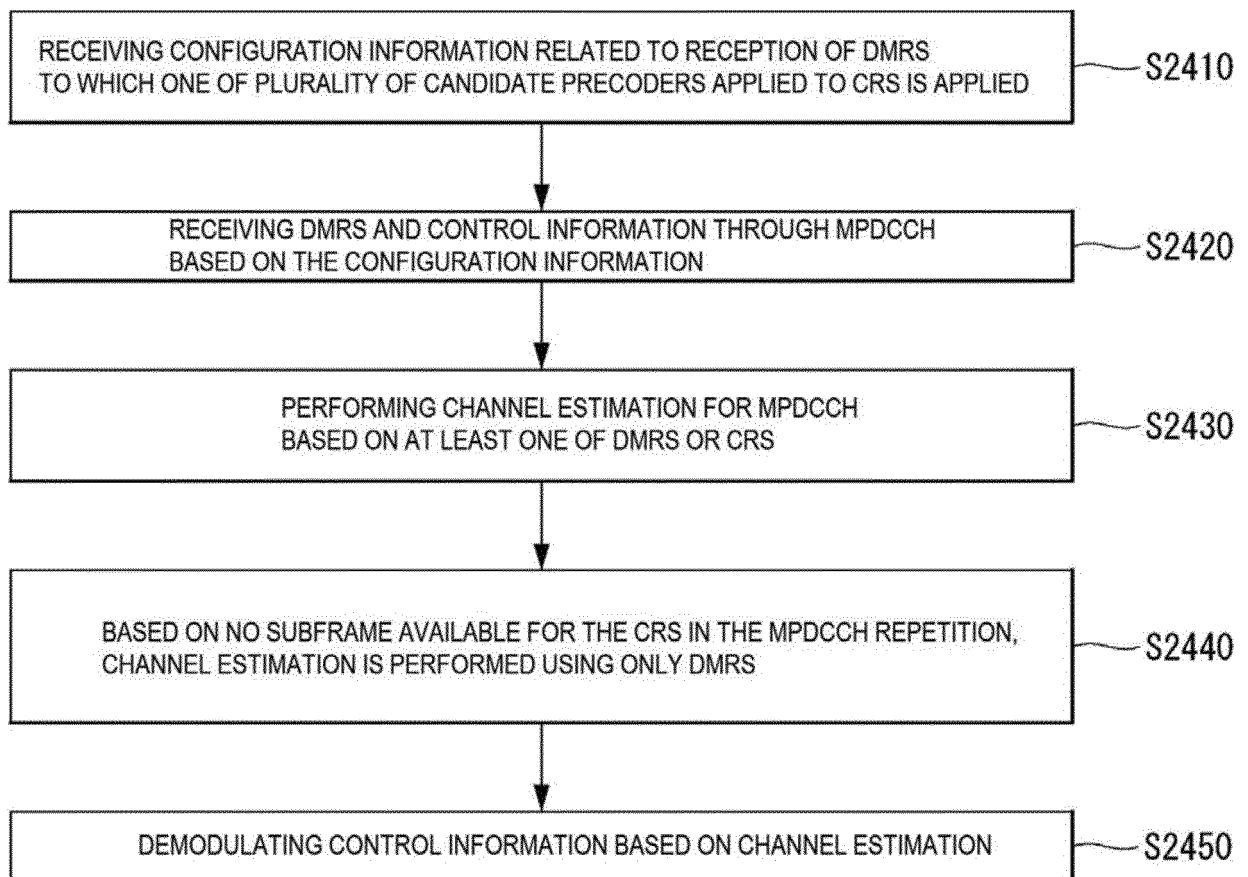 RECEIVING CONFIGURATION INFORMATION RELATED TO RECEPTION OF DMRS
TO WHICH ONE OF PLURALITY OF CANDIDATE PRECODERS APPLIED TO CRS IS APPLIED
S2410
RECEIVING DMRS AND CONTROL INFORMATION THROUGH MPDCCH
BASED ON THE CONFIGURATION INFORMATION
S2420
PERFORMING CHANNEL ESTIMATION FOR MPDCCH
BASED ON AT LEAST ONE OF DMRS OR CRS
S2430
BASED ON NO SUBFRAME AVAILABLE FOR THE CRS IN THE MPDCCH REPETITION,
CHANNEL ESTIMATION IS PERFORMED USING ONLY DMRS
S2440
DEMODULATING CONTROL INFORMATION BASED ON CHANNEL ESTIMATION
S2450